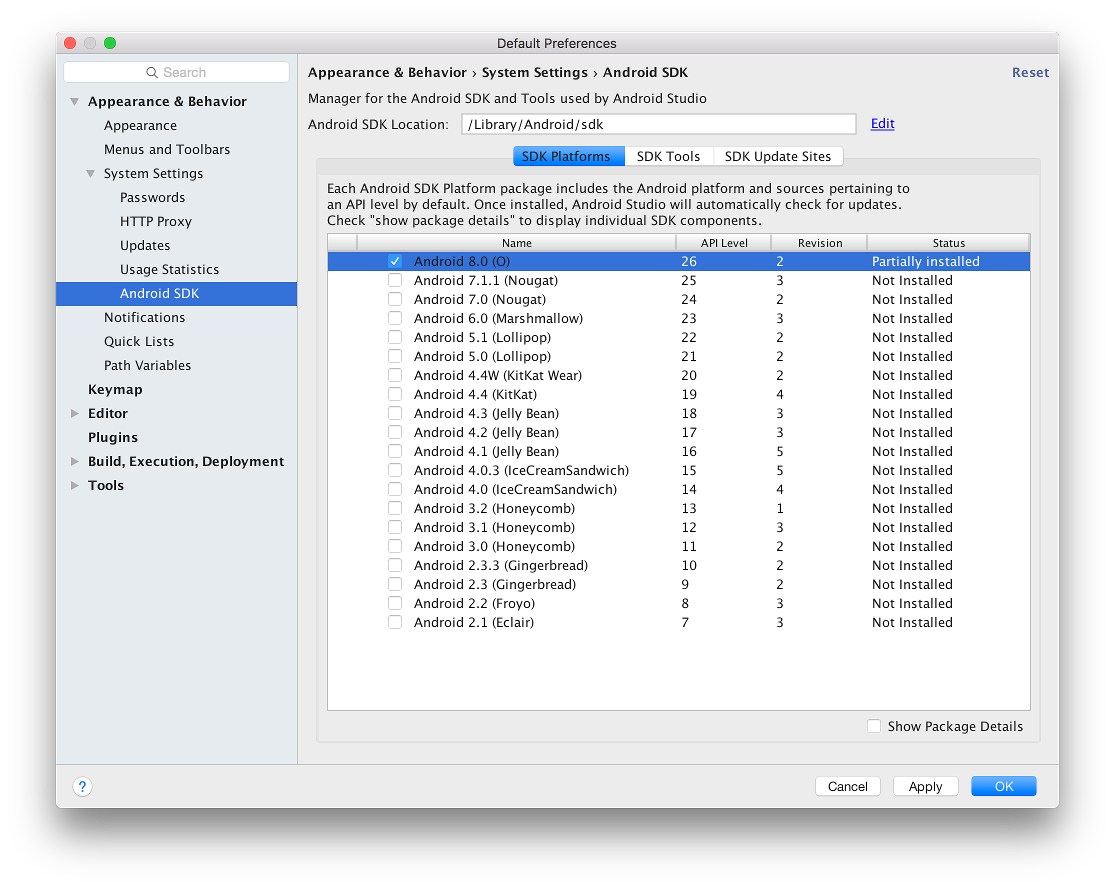 Default Preferences
Search
Appearance & Behavior
Appearance
Menus and Toolbars
System Settings
Passwords
HTTP Proxy
Updates
Usage Statistics
Android SDK
Notifications
Quick Lists
Path Variables
Keymap
Editor
Plugins
Build, Execution, Deployment
Tools
?
Appearance & Behavior › System Settings › Android SDK Reset
Manager for the Android SDK and Tools used by Android Studio
Android SDK Location: /Library/Android/sdk Edit
SDK Platforms SDK Tools SDK Update Sites
Each Android SDK Platform package includes the Android platform and sources pertaining to
an API level by default. Once installed, Android Studio will automatically check for updates.
Check "show package details" to display individual SDK components.
Name API Level Revision Status
Android 8.0 (O) 26 2 Partially installed
Android 7.1.1 (Nougat) 25 3 Not Installed
Android 7.0 (Nougat) 24 2 Not Installed
Android 6.0 (Marshmallow) 23 3 Not Installed
Android 5.1 (Lollipop) 22 2 Not Installed
Android 5.0 (Lollipop) 21 2 Not Installed
Android 4.4W (KitKat Wear) 20 2 Not Installed
Android 4.4 (KitKat) 19 4 Not Installed
Android 4.3 (Jelly Bean) 18 3 Not Installed
Android 4.2 (Jelly Bean) 17 3 Not Installed
Android 4.1 (Jelly Bean) 16 5 Not Installed
Android 4.0.3 (IceCreamSandwich) 15 5 Not Installed
Android 4.0 (IceCreamSandwich) 14 4 Not Installed
Android 3.2 (Honeycomb) 13 1 Not Installed
Android 3.1 (Honeycomb) 12 3 Not Installed
Android 3.0 (Honeycomb) 11 2 Not Installed
Android 2.3.3 (Gingerbread) 10 2 Not Installed
Android 2.3 (Gingerbread) 9 2 Not Installed
Android 2.2 (Froyo) 8 3 Not Installed
Android 2.1 (Eclair) 7 3 Not Installed
Show Package Details
Cancel Apply OK